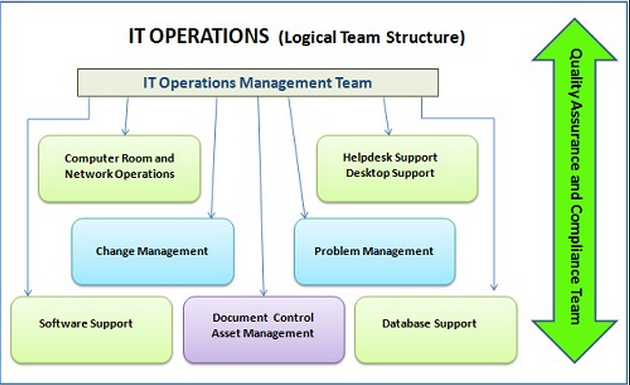 IT OPERATIONS (Logical Team Structure)
IT Operations Management Team
Computer Room and
Network Operations
Helpdesk Support
Desktop Support
Change Management
Problem Management
Software Support
Document Control
Asset Management
Database Support
Quality Assurance and Compliance Team